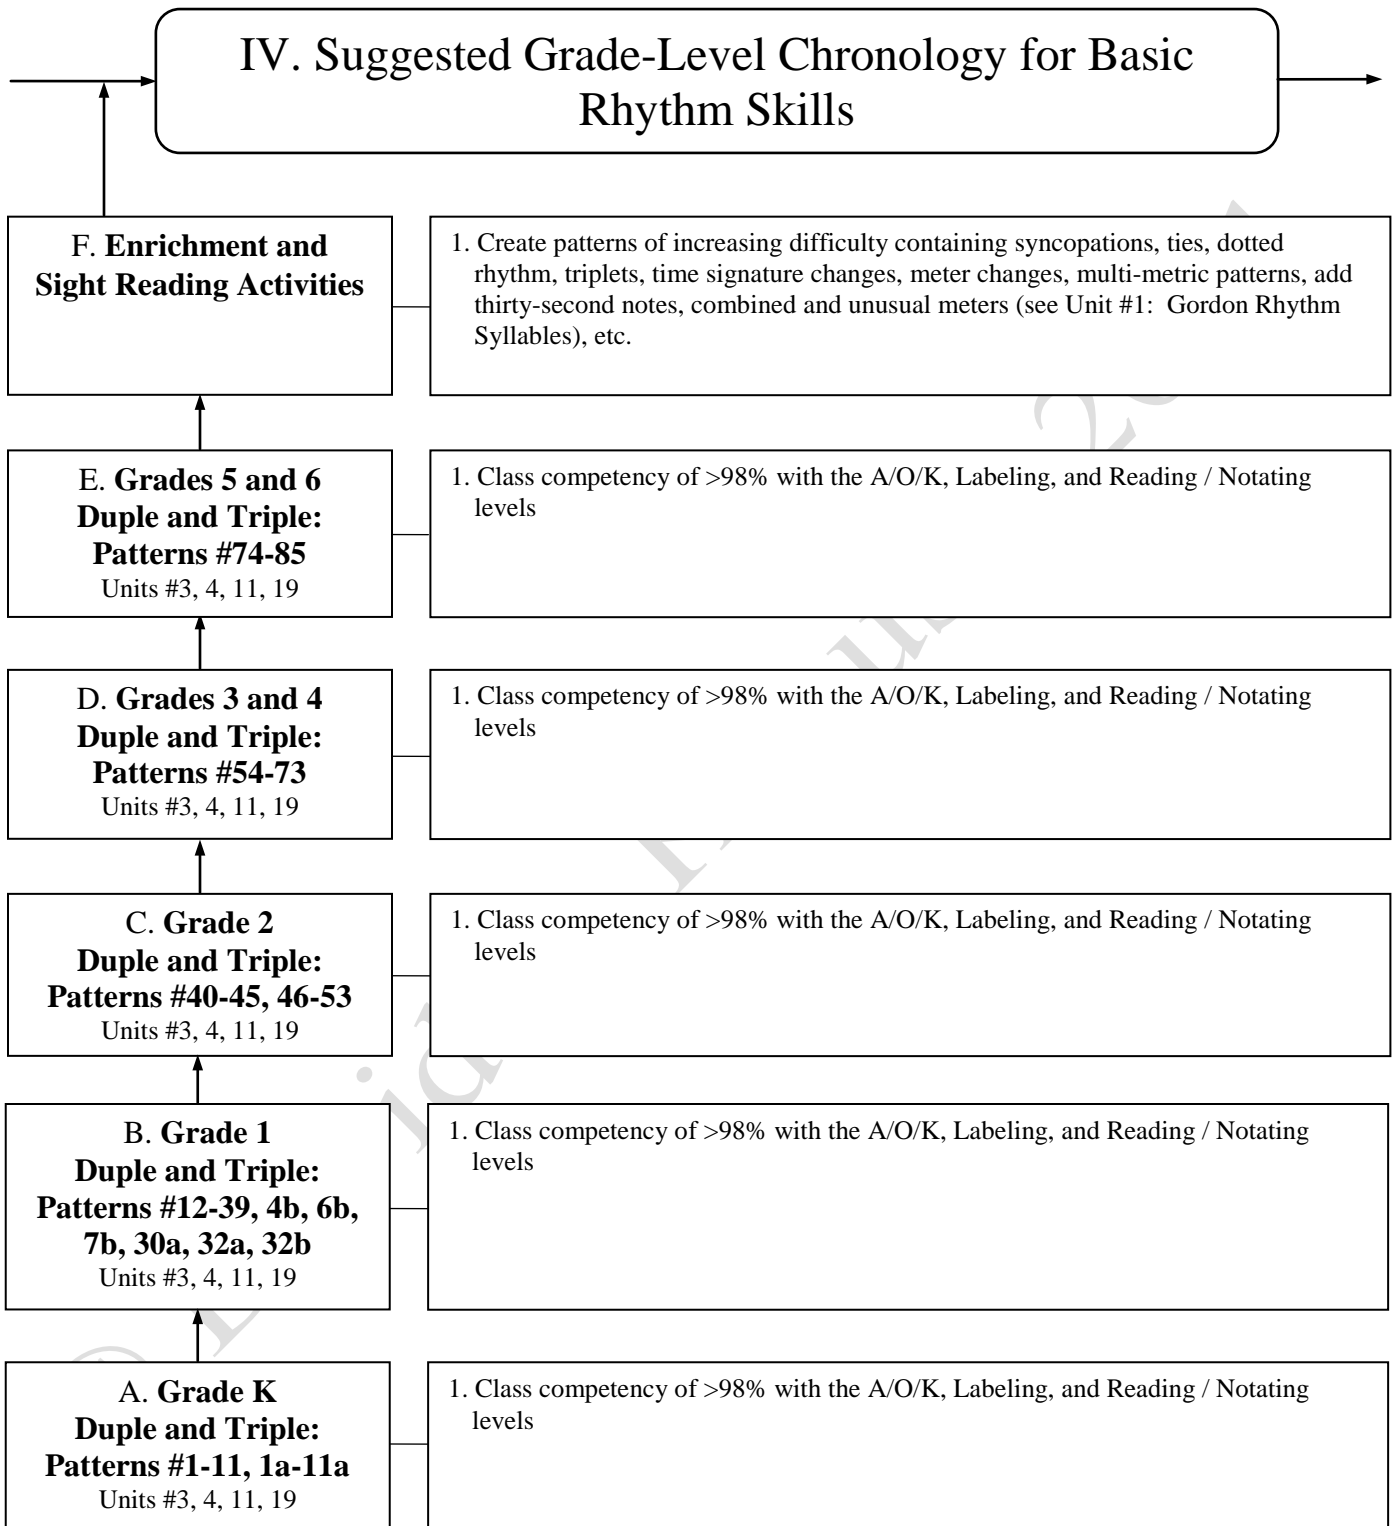 IV. Suggested Grade-Level Chronology for Basic
Rhythm Skills
F. Enrichment and
Sight Reading Activities
1. Create patterns of increasing difficulty containing syncopations, ties, dotted
rhythm, triplets, time signature changes, meter changes, multi-metric patterns, add
thirty-second notes, combined and unusual meters (see Unit #1:  Gordon Rhythm
Syllables), etc.
E. Grades 5 and 6
Duple and Triple:
Patterns #74-85
Units #3, 4, 11, 19
1. Class competency of >98% with the A/O/K, Labeling, and Reading / Notating
levels
D. Grades 3 and 4
Duple and Triple:
Patterns #54-73
Units #3, 4, 11, 19
1. Class competency of >98% with the A/O/K, Labeling, and Reading / Notating
levels
C. Grade 2
Duple and Triple:
Patterns #40-45, 46-53
Units #3, 4, 11, 19
1. Class competency of >98% with the A/O/K, Labeling, and Reading / Notating
levels
B. Grade 1
Duple and Triple:
Patterns #12-39, 4b, 6b,
7b, 30a, 32a, 32b
Units #3, 4, 11, 19
1. Class competency of >98% with the A/O/K, Labeling, and Reading / Notating
levels
A. Grade K
Duple and Triple:
Patterns #1-11, 1a-11a
Units #3, 4, 11, 19
1. Class competency of >98% with the A/O/K, Labeling, and Reading / Notating
levels